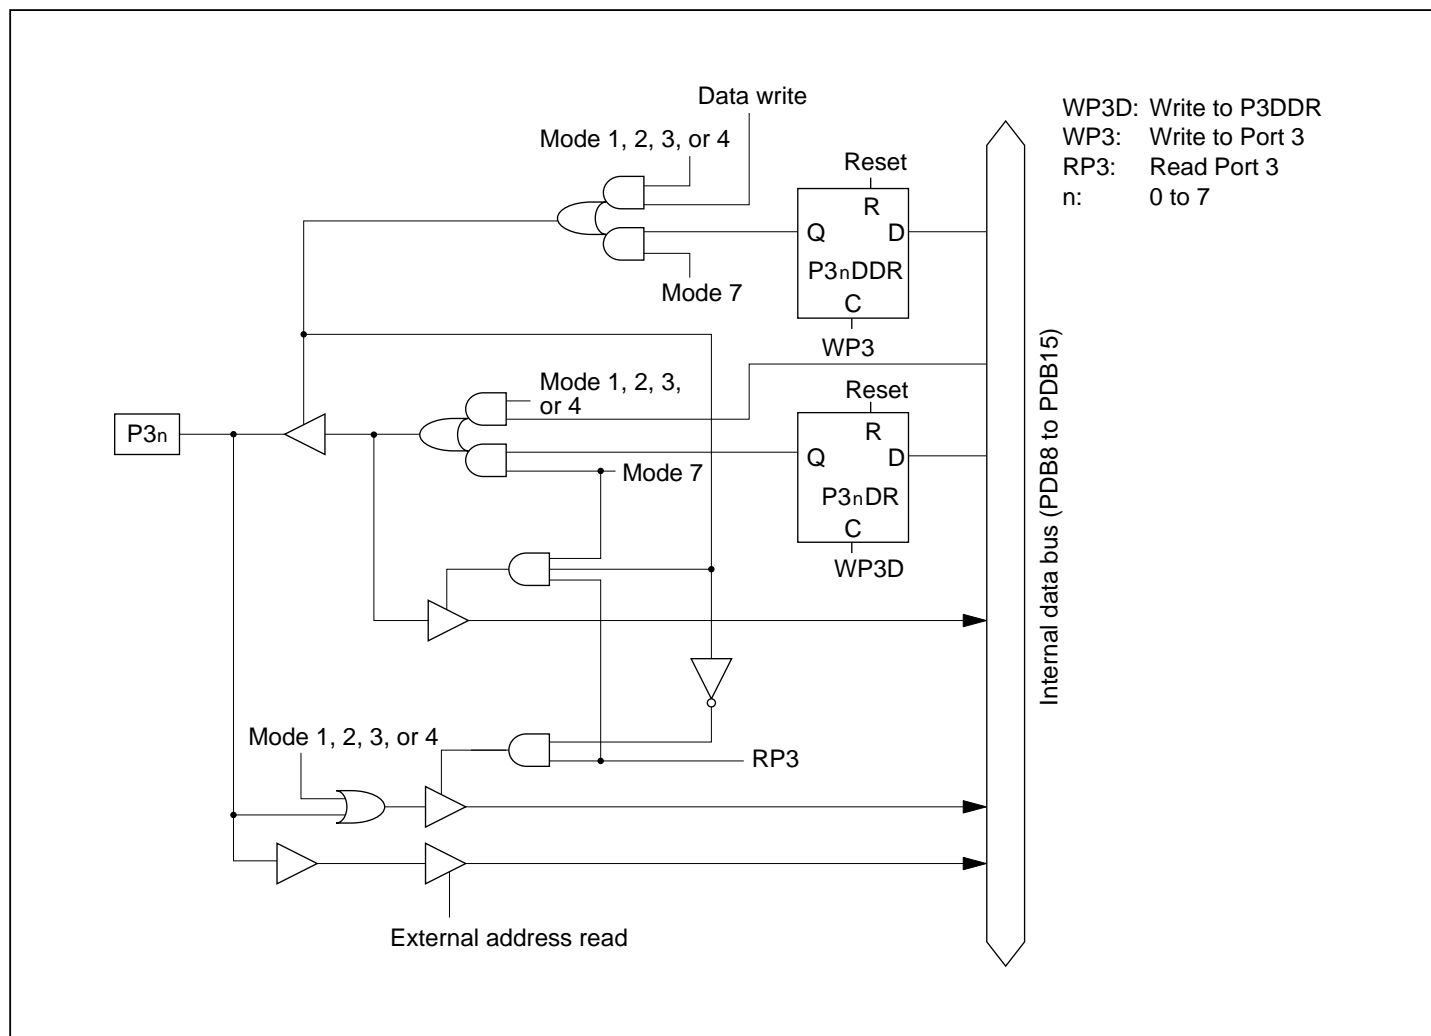 Data write
Mode 1, 2, 3, or 4
Reset
R
Q D
P3nDDR
C
WP3
Mode 7
WP3D: Write to P3DDR
WP3: Write to Port 3
RP3: Read Port 3
n: 0 to 7
Mode 1, 2, 3,
or 4
Reset
R
Q D
P3nDR
C
WP3D
P3n
Mode 7
Internal data bus (PDB8 to PDB15)
Mode 1, 2, 3, or 4
RP3
External address read